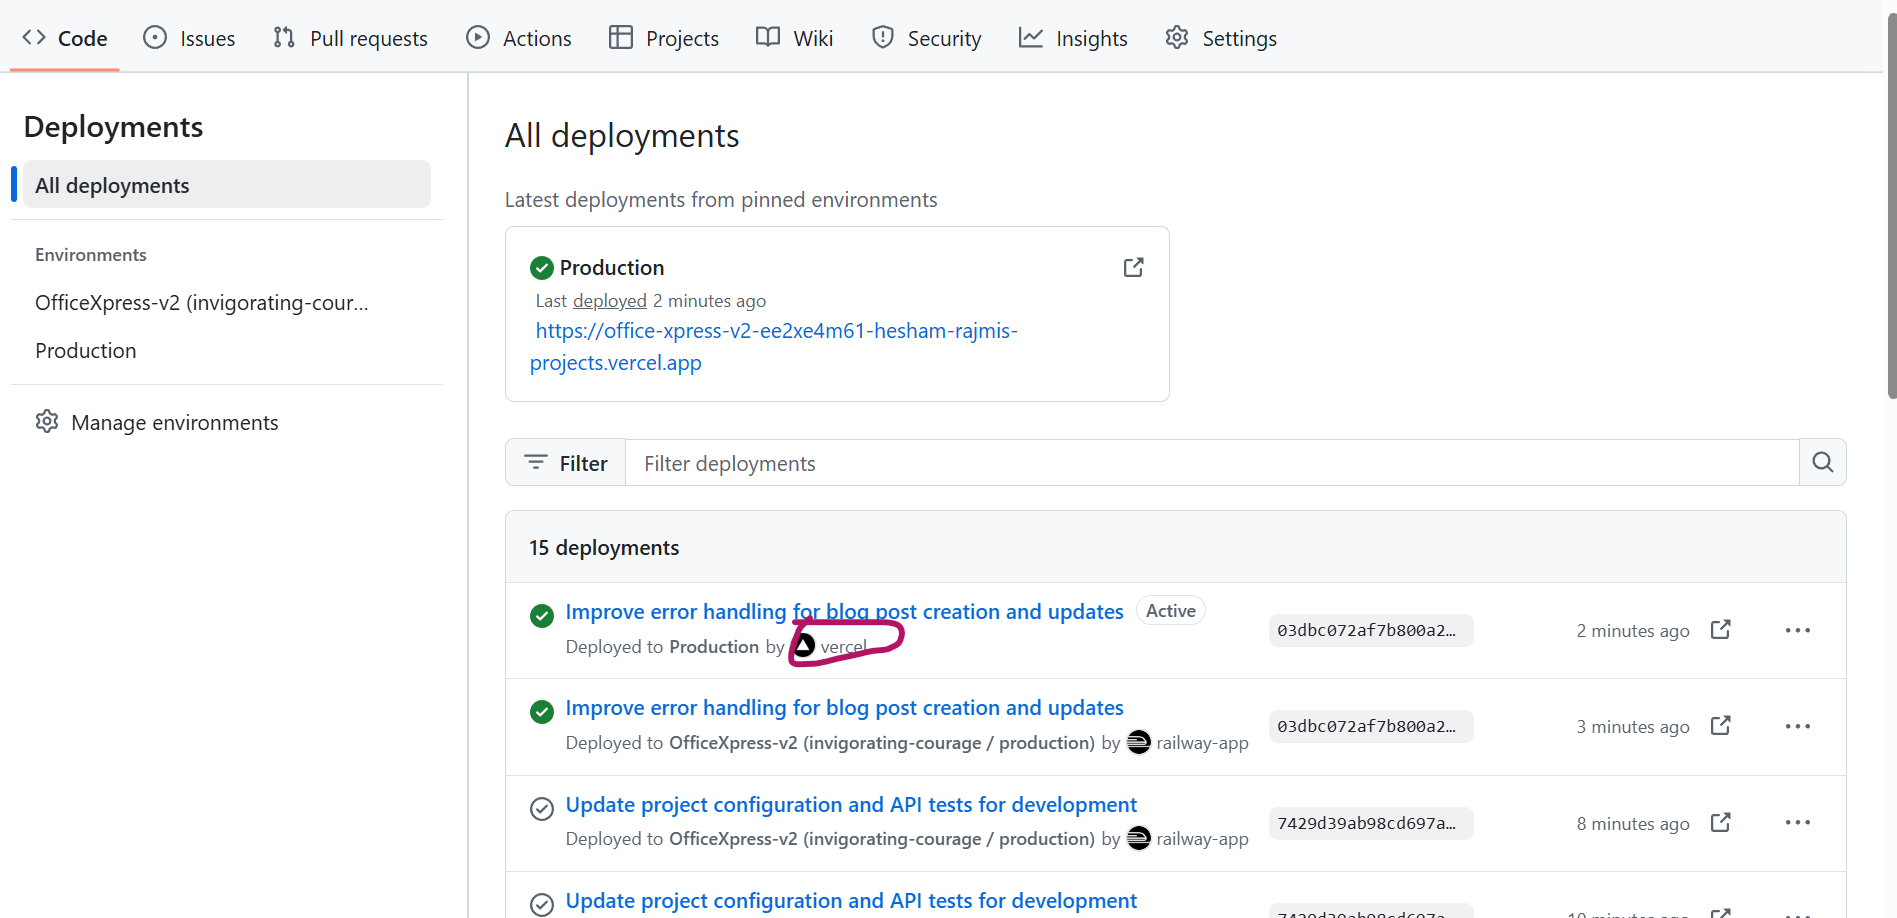 Code Issues Pull requests Actions Projects Wiki Security Insights Settings
Deployments
All deployments
Environments
OfficeXpress-v2 (invigorating-cour...
Production
Manage environments
All deployments
Latest deployments from pinned environments
Production
Last deployed 2 minutes ago
https://office-xpress-v2-ee2xe4m61-hesham-rajmis-
projects.vercel.app
Filter Filter deployments
15 deployments
Improve error handling for blog post creation and updates Active
Deployed to Production by vercel
03dbc072af7b800a2... 2 minutes ago
Improve error handling for blog post creation and updates
Deployed to OfficeXpress-v2 (invigorating-courage / production) by railway-app
03dbc072af7b800a2... 3 minutes ago
Update project configuration and API tests for development
Deployed to OfficeXpress-v2 (invigorating-courage / production) by railway-app
7429d39ab98cd697a... 8 minutes ago
Update project configuration and API tests for development